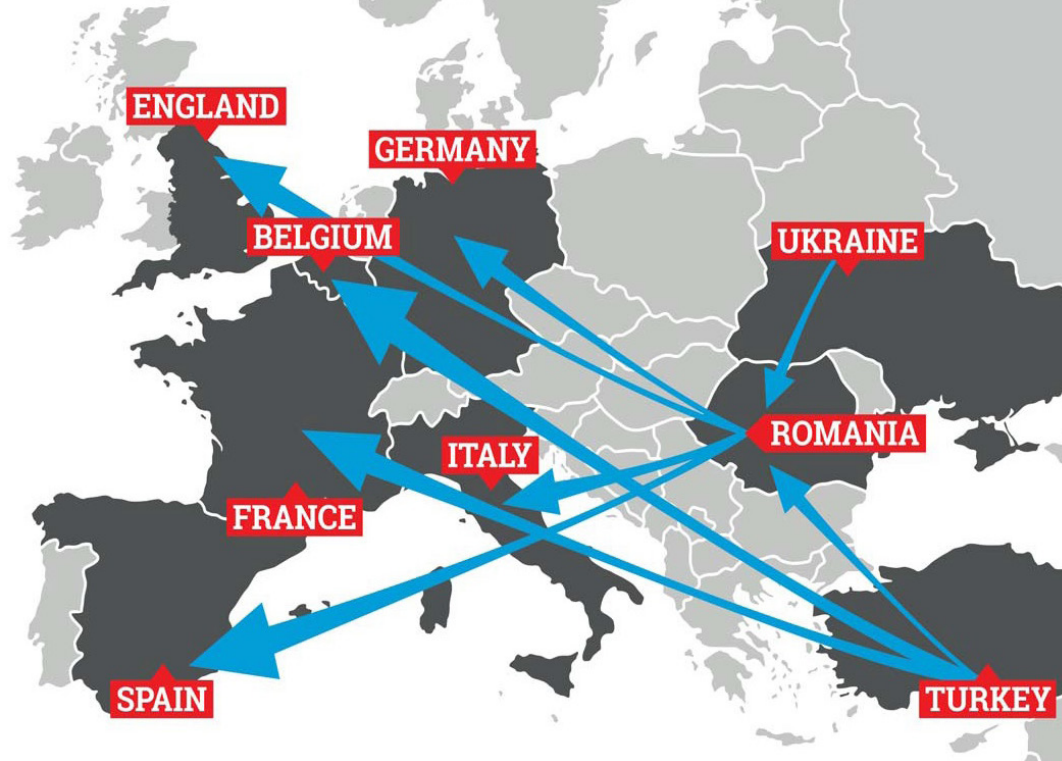 ENGLAND
GERMANY
BELGIUM
UKRAINE
ROMANIA
ITALY
FRANCE
SPAIN
TURKEY